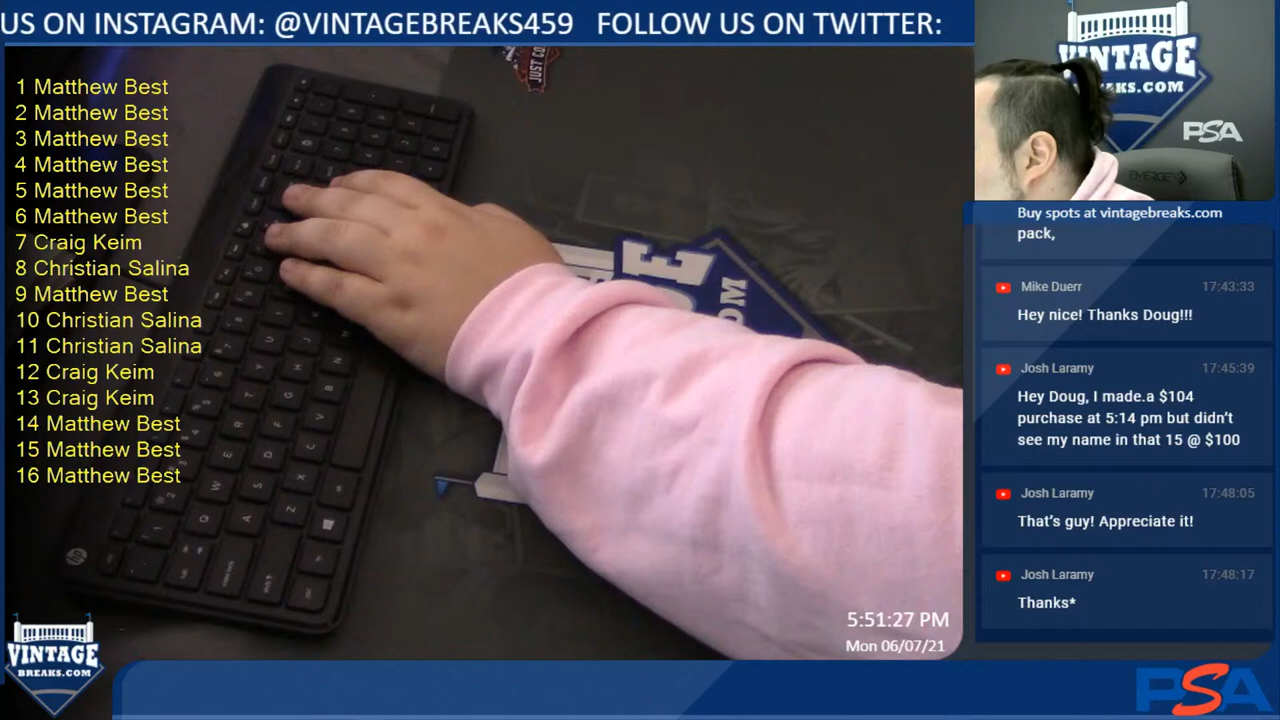 US ON INSTAGRAM: @VINTAGEBREAKS459 FOLLOW US ON TWITTER:
1 Matthew Best
2 Matthew Best
3 Matthew Best
4 Matthew Best
5 Matthew Best
6 Matthew Best
7 Craig Keim
8 Christian Salina
9 Matthew Best
10 Christian Salina
11 Christian Salina
12 Craig Keim
13 Craig Keim
14 Matthew Best
15 Matthew Best
16 Matthew Best
JUST CO
OM
hp
5:51:27 PM
Mon 06/07/21
VINTAGE
BREAKS.COM
VINTAGE
BREAKS.COM
PSA
Buy spots at vintagebreaks.com
pack,
Mike Duerr 17:43:33
Hey nice! Thanks Doug!!!
Josh Laramy 17:45:39
Hey Doug, I made.a $104
purchase at 5:14 pm but didn't
see my name in that 15 @ $100
Josh Laramy 17:48:05
That's guy! Appreciate it!
Josh Laramy 17:48:17
Thanks*
PSA